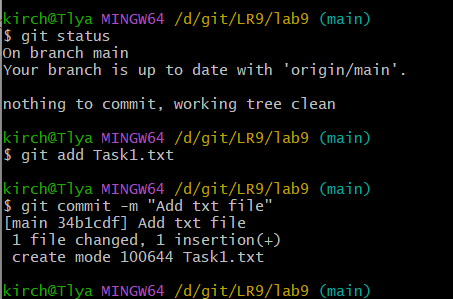 kirch@Tlya MINGW64 /d/git/LR9/lab9 (main)
$ git status
On branch main
Your branch is up to date with 'origin/main'.
nothing to commit, working tree clean
kirch@Tlya MINGW64 /d/git/LR9/lab9 (main)
$ git add Task1.txt
kirch@Tlya MINGW64 /d/git/LR9/lab9 (main)
$ git commit -m "Add txt file"
[main 34b1cdf] Add txt file
 1 file changed, 1 insertion(+)
 create mode 100644 Task1.txt
kirch@Tlya MINGW64 /d/git/LR9/lab9 (main)